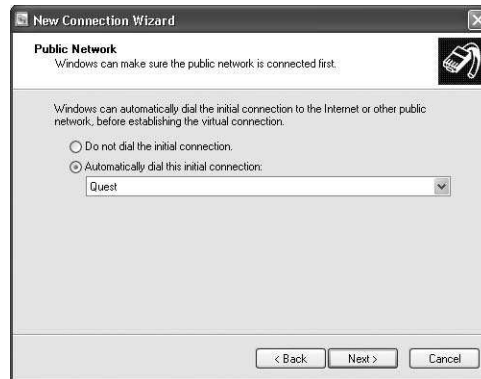 New Connection Wizard
Public Network
Windows can make sure the public network is connected first.
Windows can automatically dial the initial connection to the Internet or other public
network, before establishing the virtual connection.
Do not dial the initial connection.
Automatically dial this initial connection:
Quest
< Back
Next >
Cancel